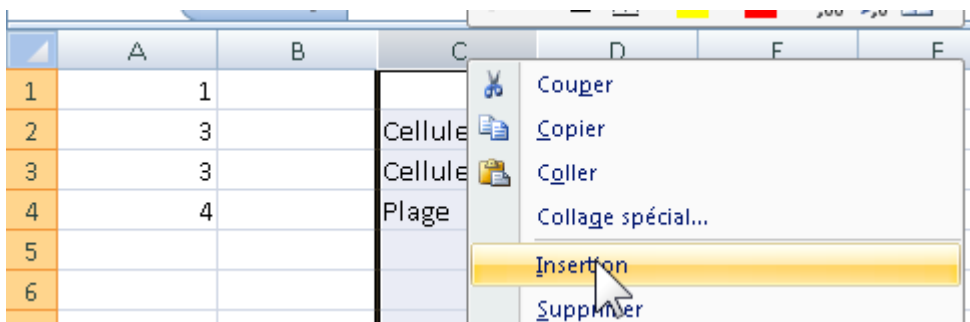 A B C D E F
1 1 Couper
2 3 Cellule Copier
3 3 Cellule Coller
4 4 Plage Collage spécial...
5 Insertion
6 Supprimer